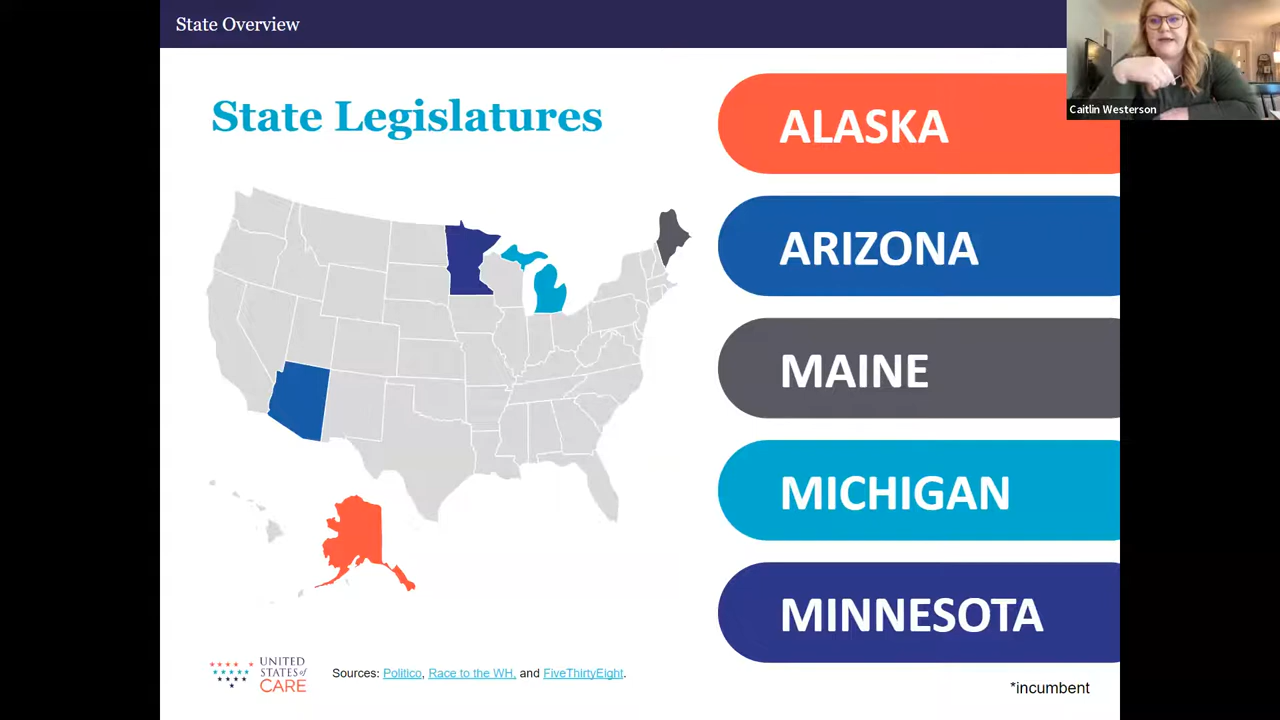 State Overview
State Legislatures
Caitlin Westerson
ALASKA
ARIZONA
MAINE
MICHIGAN
MINNESOTA
UNITED
STATES of
CARE
Sources: Politico, Race to the WH, and FiveThirtyEight.
*incumbent